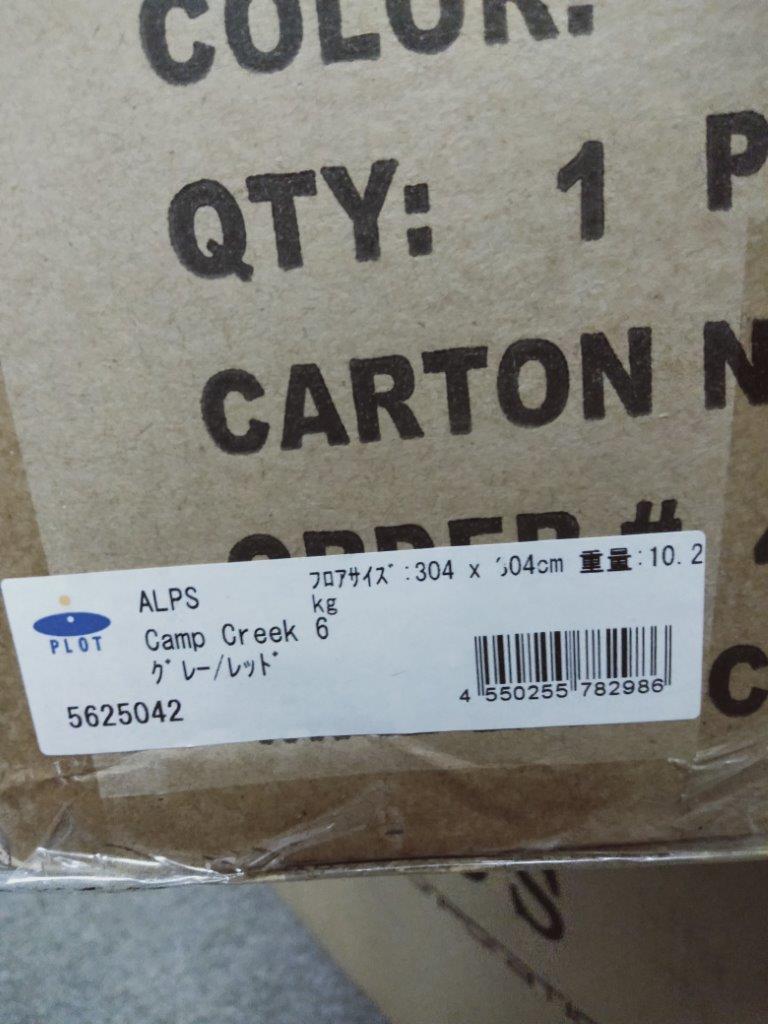 COLOR:
QTY: 1 P
CARTON N
ORDER #
PLOT
ALPS
Camp Creek 6
グレー/レッド
5625042
フロアサイズ:304 x 304cm 重量:10.2
kg
4 550255 782986
C